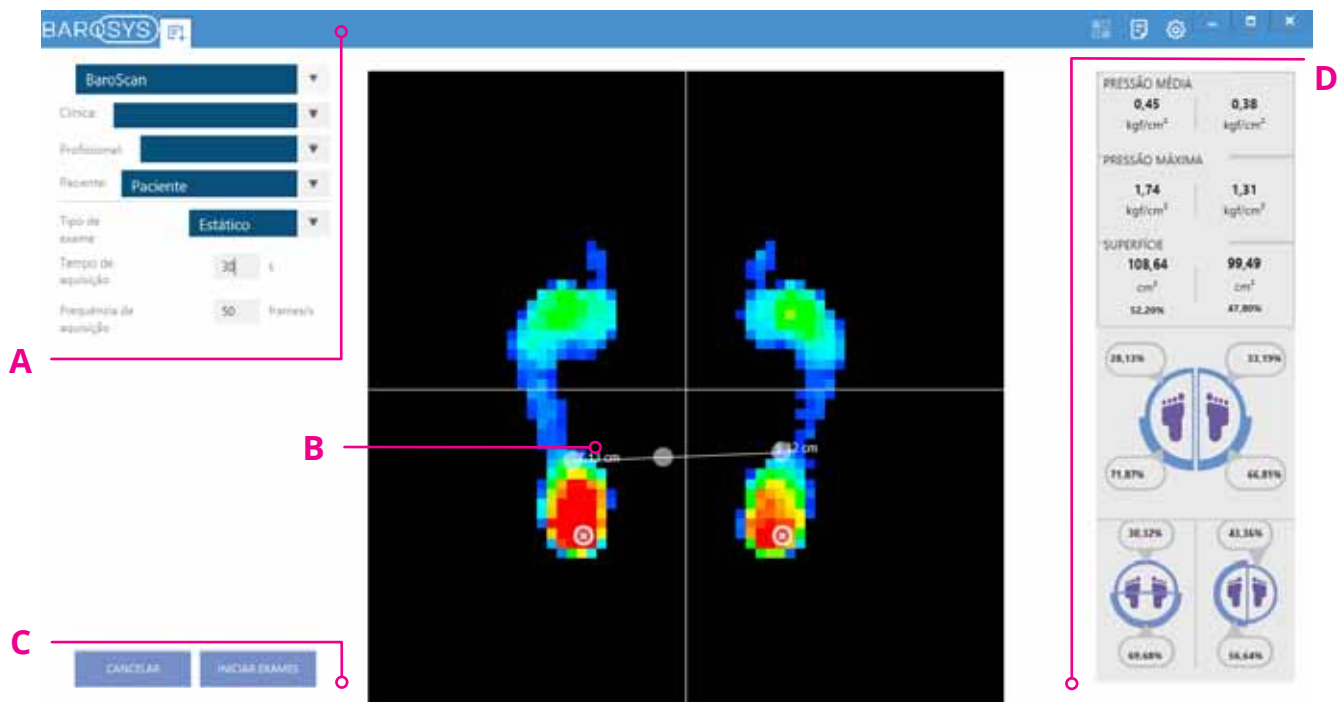 BAROSYS
A
BaroScan
Clínica:
Profissional:
Paciente: Paciente
Tipo de
exame
Estático
Tempo de
aquisição
30 s
Frequência de
aquisição
50 frames/s
B
13 cm
12 cm
C
CANCELAR
INICIAR EXAMES
D
PRESSÃO MÉDIA
0,45 0,38
kgf/cm² kgf/cm²
PRESSÃO MÁXIMA
1,74 1,31
kgf/cm² kgf/cm²
SUPERFÍCIE
108,64 99,49
cm² cm²
52,20% 47,80%
28,13% 33,19%
71,87% 66,81%
30,32% 43,36%
69,68% 56,64%